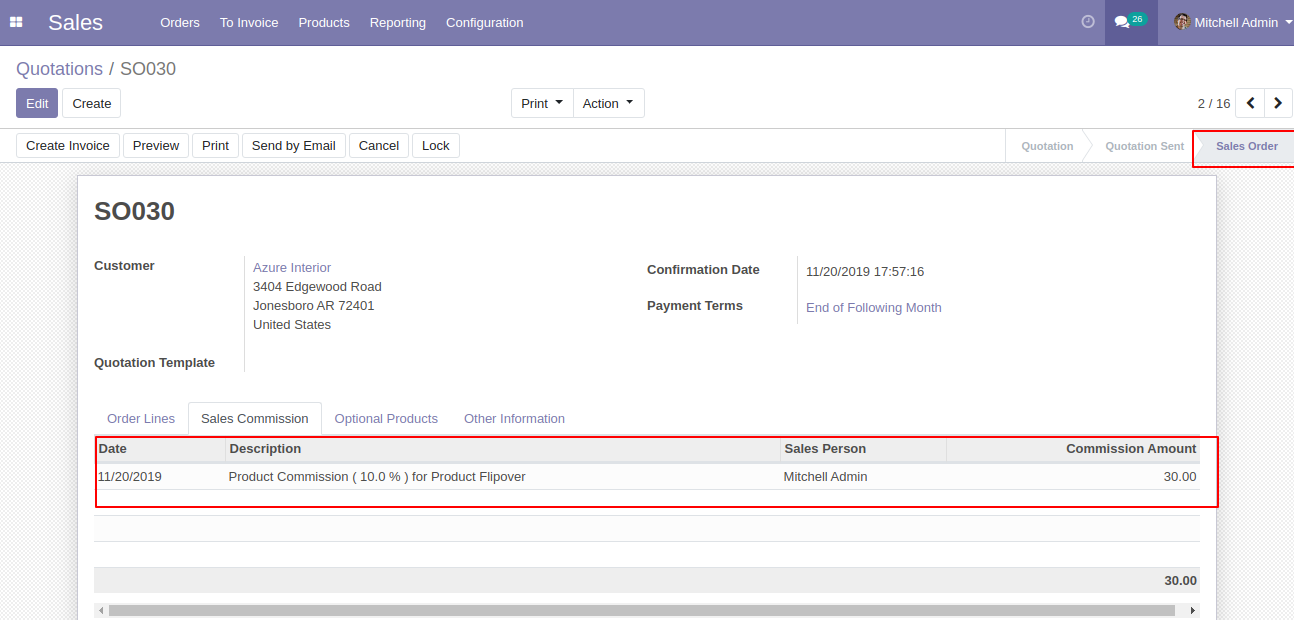 Sales Orders To Invoice Products Reporting Configuration 26 Mitchell Admin
Quotations / SO030
Edit Create Print Action 2 / 16
Create Invoice Preview Print Send by Email Cancel Lock Quotation Quotation Sent Sales Order
SO030
Customer Azure Interior
3404 Edgewood Road
Jonesboro AR 72401
United States
Confirmation Date 11/20/2019 17:57:16
Payment Terms End of Following Month
Quotation Template
Order Lines Sales Commission Optional Products Other Information
Date Description Sales Person Commission Amount
11/20/2019 Product Commission ( 10.0 % ) for Product Flipover Mitchell Admin 30.00
30.00